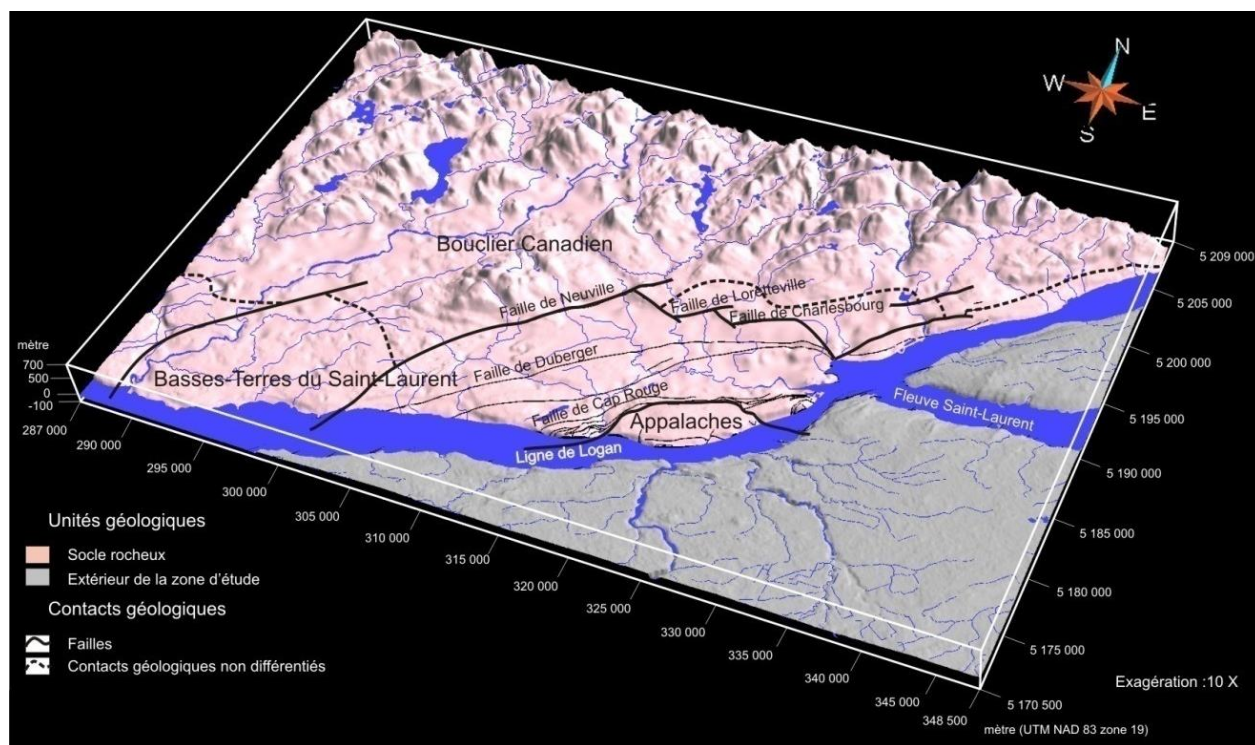 N
W
E
S
Bouclier Canadien
Faille de Neuville
Faille de Loretteville
Faille de Charlesbourg
Faille de Duberger
Basses-Terres du Saint-Laurent
Faille de Cap Rouge
Appalaches
Ligne de Logan
Fleuve Saint-Laurent
mètre
700
500
0
-100
287 000
290 000
295 000
300 000
305 000
310 000
315 000
320 000
325 000
330 000
335 000
340 000
345 000
348 500
5 209 000
5 205 000
5 200 000
5 195 000
5 190 000
5 185 000
5 180 000
5 175 000
5 170 500
mètre (UTM NAD 83 zone 19)
Exagération :10 X
Unités géologiques
Socle rocheux
Extérieur de la zone d'étude
Contacts géologiques
Failles
Contacts géologiques non différentiés